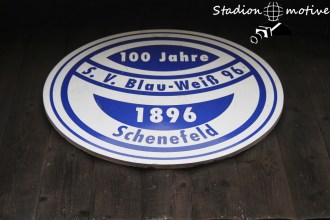 Stadion motive
100 Jahre
S. V. Blau-Weiß 96
1896
Schenefeld